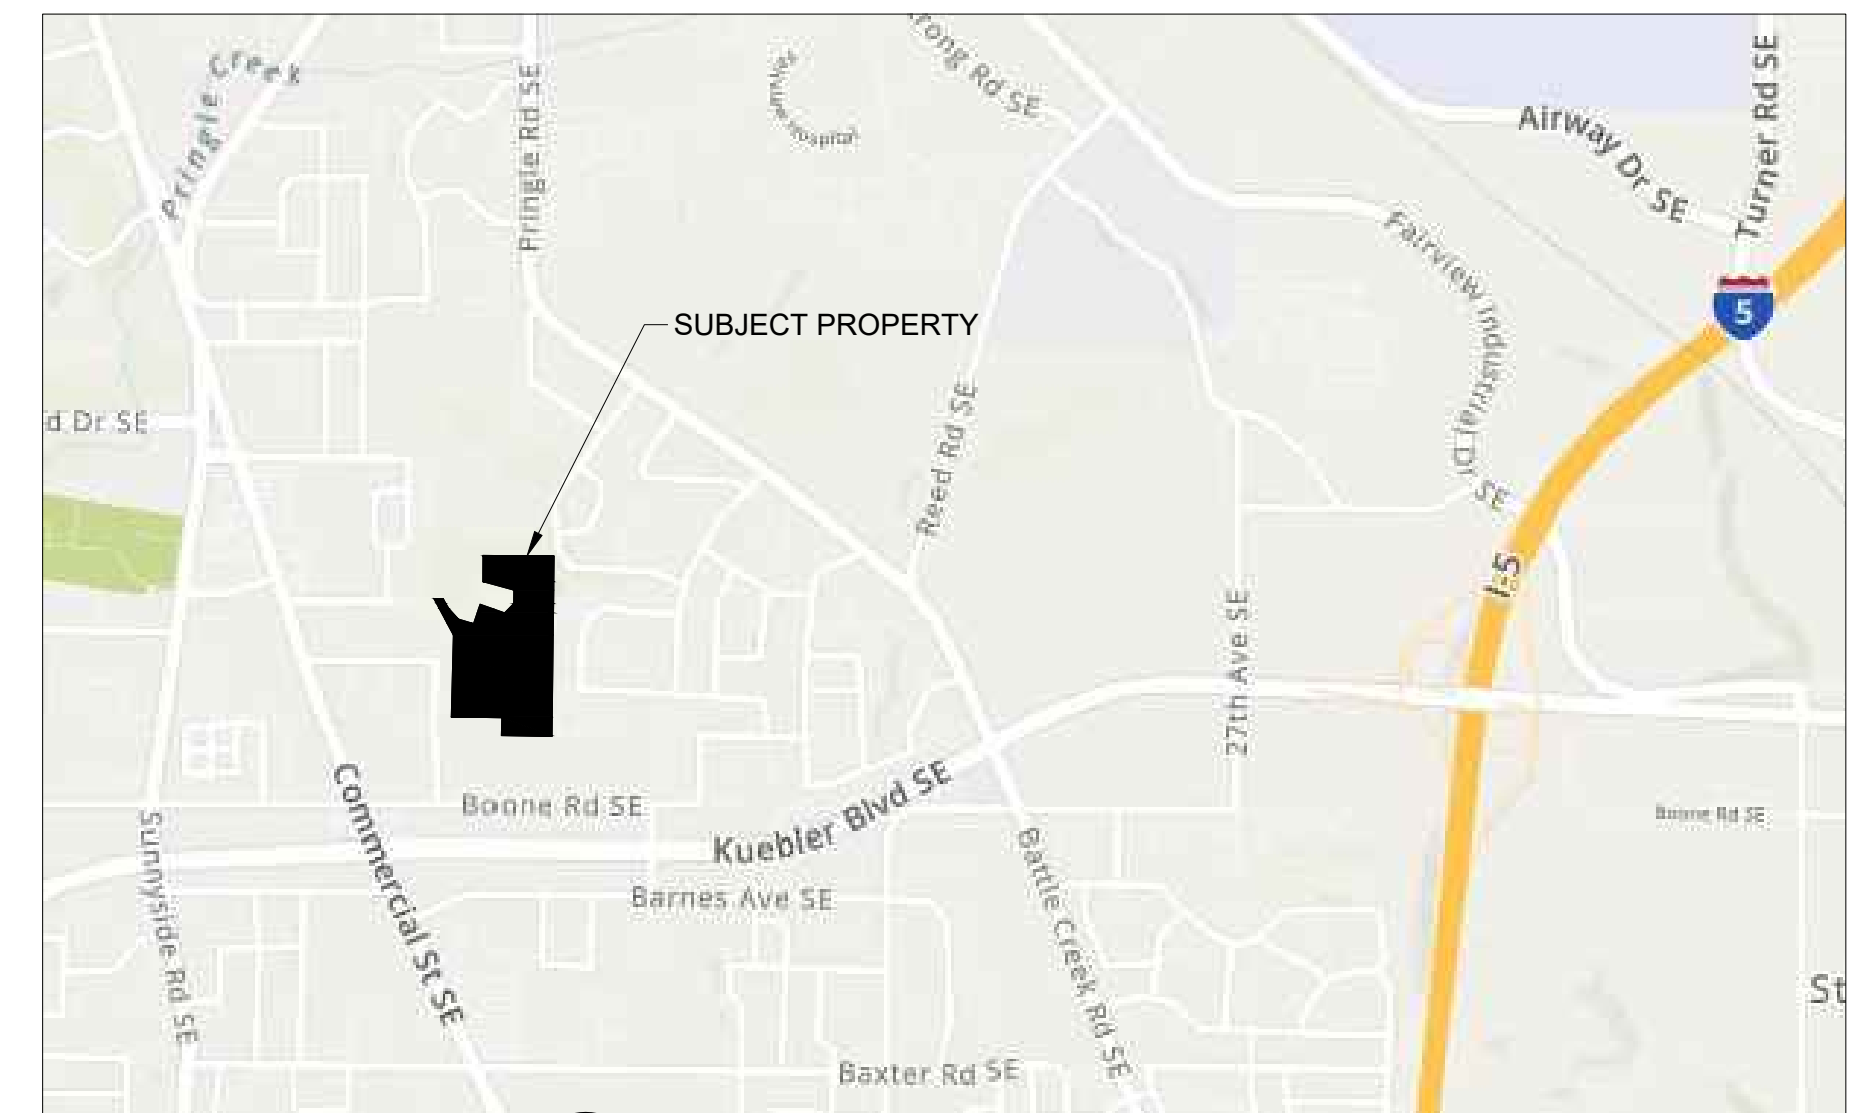 Pringle Creek
Pringle Rd SE
Hospital
rong Rd SE
Airway Dr SE
Turner Rd SE
Fairview Industrial Dr SE
5
SUBJECT PROPERTY
d Dr SE
Reed Rd SE
I-5
27th Ave SE
Boone Rd SE
Kuebler Blvd SE
Boone Rd SE
Sunnyside Rd SE
Commercial St SE
Barnes Ave SE
Battle Creek Rd SE
St
Baxter Rd SE